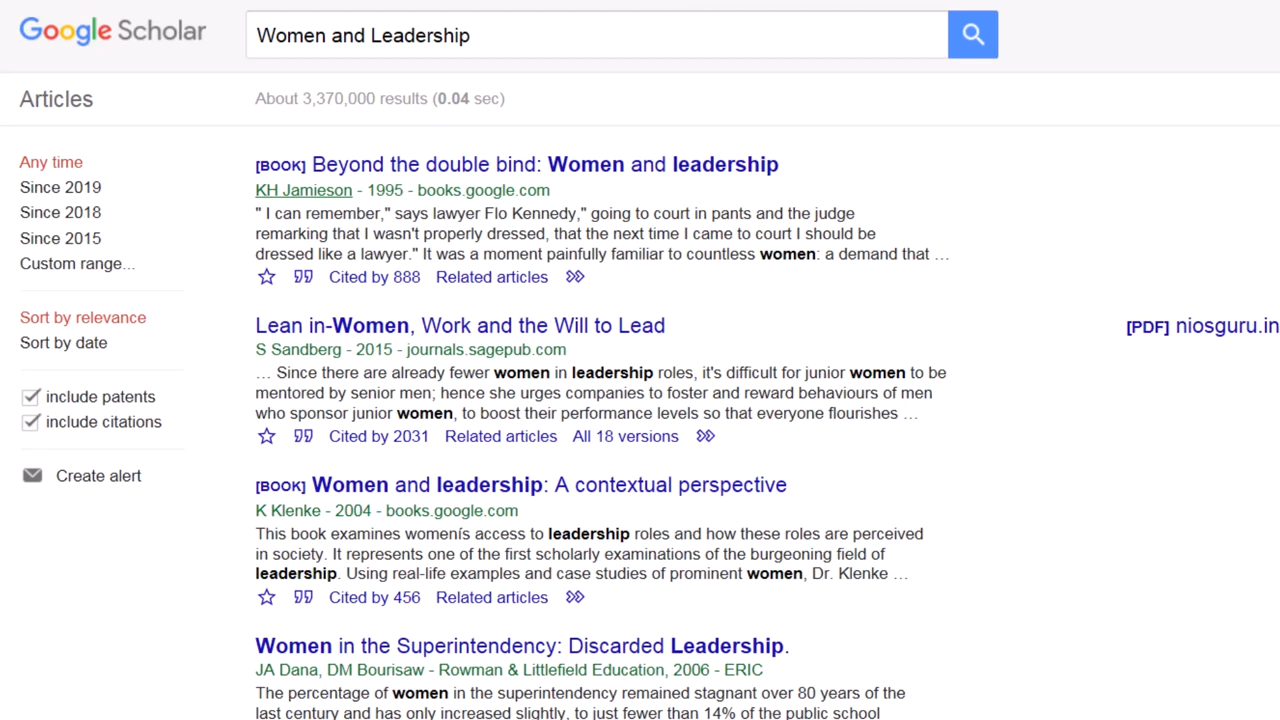 Google Scholar
Women and Leadership
Articles
About 3,370,000 results (0.04 sec)
Any time
Since 2019
Since 2018
Since 2015
Custom range...
Sort by relevance
Sort by date
include patents
include citations
Create alert
[BOOK] Beyond the double bind: Women and leadership
KH Jamieson - 1995 - books.google.com
" I can remember," says lawyer Flo Kennedy," going to court in pants and the judge
remarking that I wasn't properly dressed, that the next time I came to court I should be
dressed like a lawyer." It was a moment painfully familiar to countless women: a demand that …
Cited by 888 Related articles
Lean in-Women, Work and the Will to Lead
[PDF] niosguru.in
S Sandberg - 2015 - journals.sagepub.com
… Since there are already fewer women in leadership roles, it's difficult for junior women to be
mentored by senior men; hence she urges companies to foster and reward behaviours of men
who sponsor junior women, to boost their performance levels so that everyone flourishes …
Cited by 2031 Related articles All 18 versions
[BOOK] Women and leadership: A contextual perspective
K Klenke - 2004 - books.google.com
This book examines womenís access to leadership roles and how these roles are perceived
in society. It represents one of the first scholarly examinations of the burgeoning field of
leadership. Using real-life examples and case studies of prominent women, Dr. Klenke …
Cited by 456 Related articles
Women in the Superintendency: Discarded Leadership.
JA Dana, DM Bourisaw - Rowman & Littlefield Education, 2006 - ERIC
The percentage of women in the superintendency remained stagnant over 80 years of the
last century and has only increased slightly, to just fewer than 14% of the public school